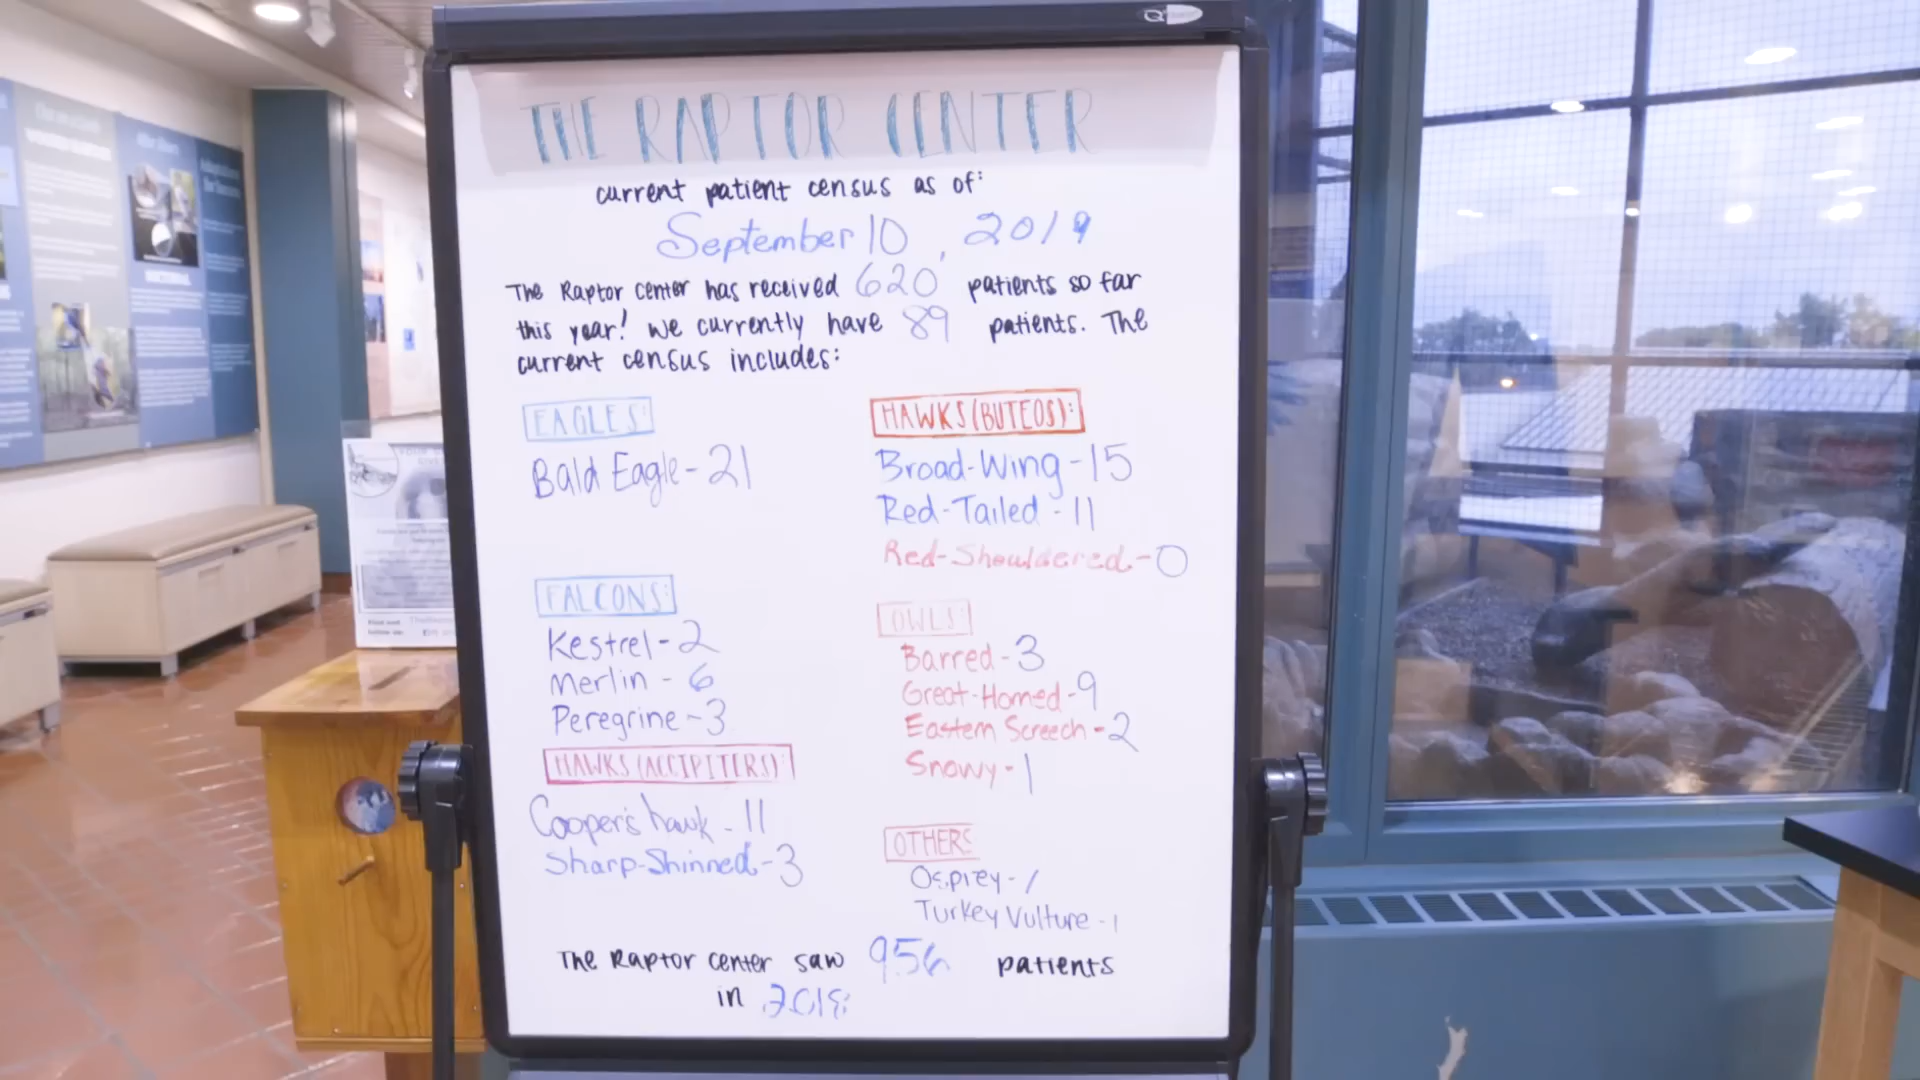 THE RAPTOR CENTER
current patient census as of:
September 10, 2019
The Raptor center has received 620 patients so far
this year! we currently have 89 patients. The
current census includes:
EAGLES:
Bald Eagle - 21
FALCONS:
Kestrel - 2
Merlin - 6
Peregrine - 3
HAWKS (ACCIPITERS):
Cooper's hawk - 11
Sharp-Shinned - 3
HAWKS (BUTEOS):
Broad-Wing - 15
Red-Tailed - 11
Red-Shouldered - 0
OWLS:
Barred - 3
Great-Horned - 9
Eastern Screech - 2
Snowy - 1
OTHERS
Osprey - 1
Turkey Vulture - 1
The Raptor center saw 956 patients
in 2018